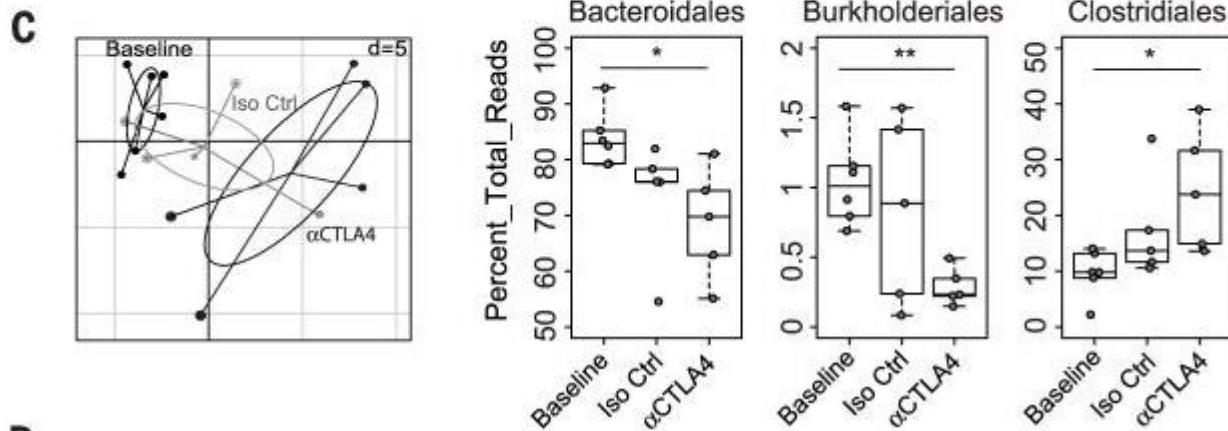 C
Baseline
d=5
Iso Ctrl
αCTLA4
Percent_Total_Reads
Bacteroidales
*
100
90
80
70
60
50
Baseline
Iso Ctrl
αCTLA4
Burkholderiales
**
2
1.5
1
0.5
0
Baseline
Iso Ctrl
αCTLA4
Clostridiales
*
50
40
30
20
10
0
Baseline
Iso Ctrl
αCTLA4